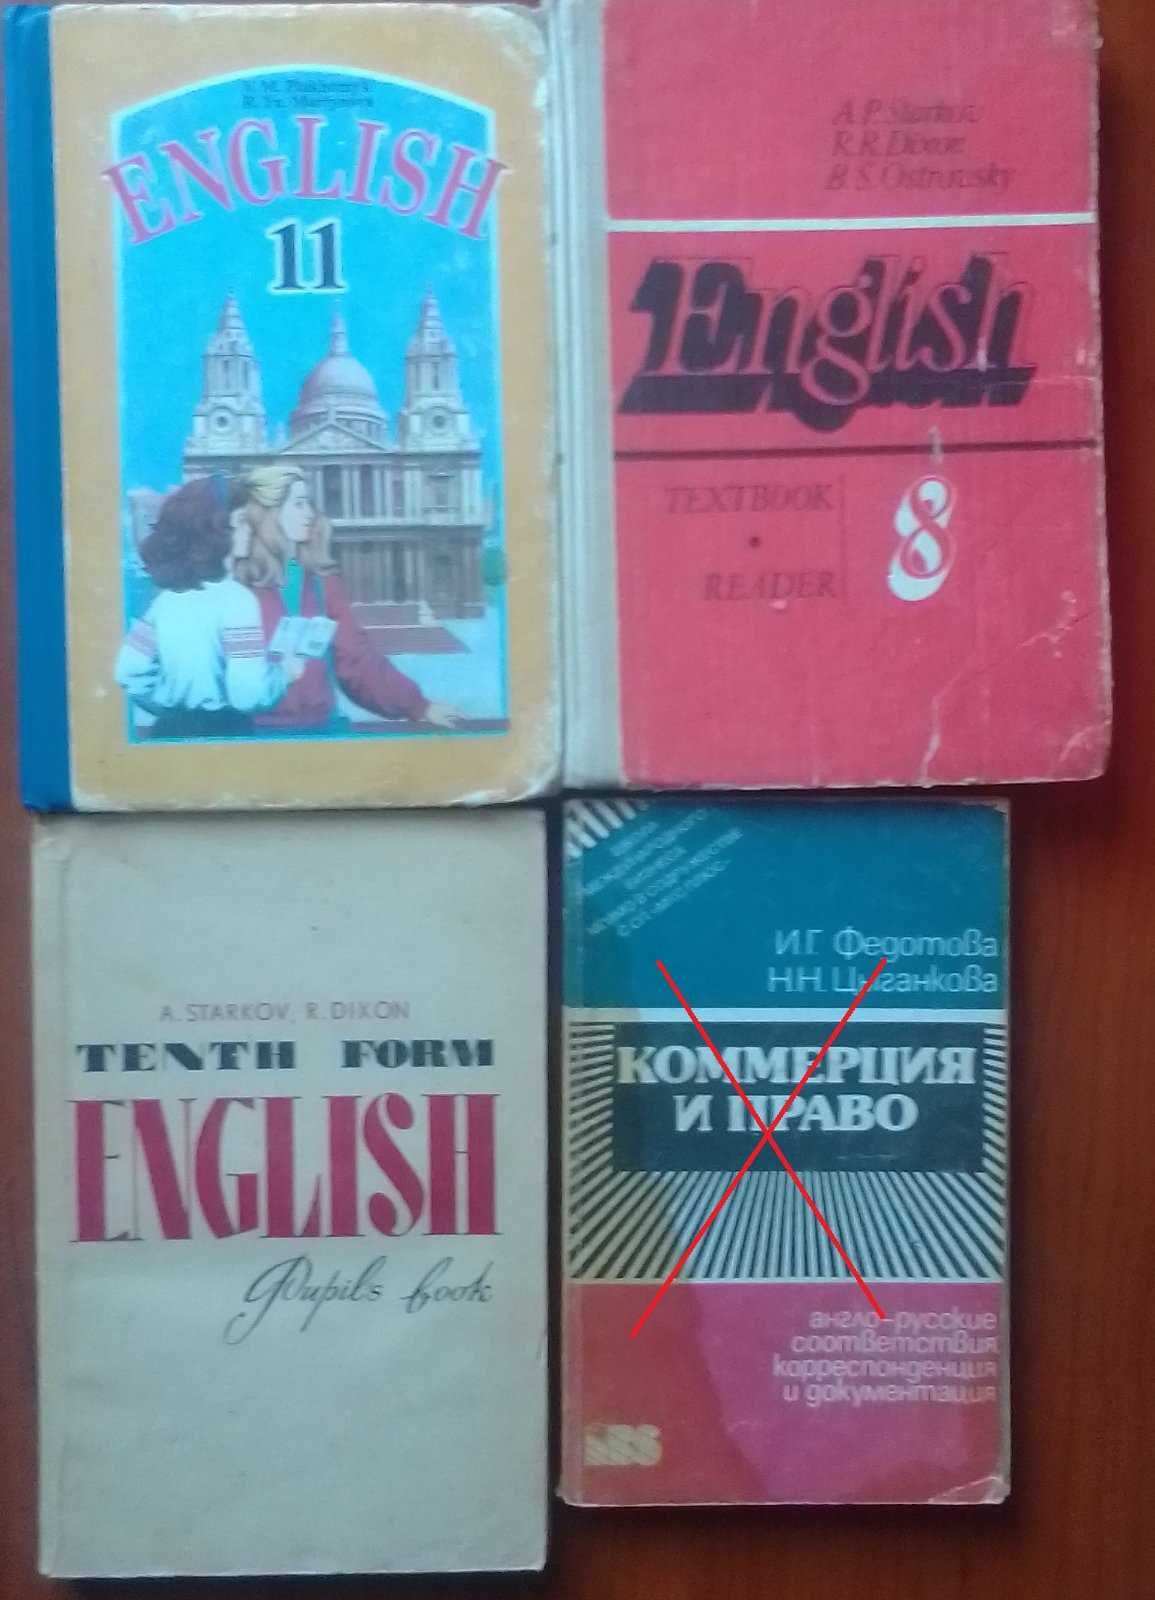 ENGLISH
11
A.P. Starkov
R.R. Dixon
B.S. Ostrovsky
English
TEXTBOOK
READER
8
A. STARKOV, R. DIXON
TENTH FORM
ENGLISH
Pupil's book
И.Г. Федотова
Н.Н. Цыганкова
КОММЕРЦИЯ
И ПРАВО
англо-русские
соответствия
корреспонденция
и документация